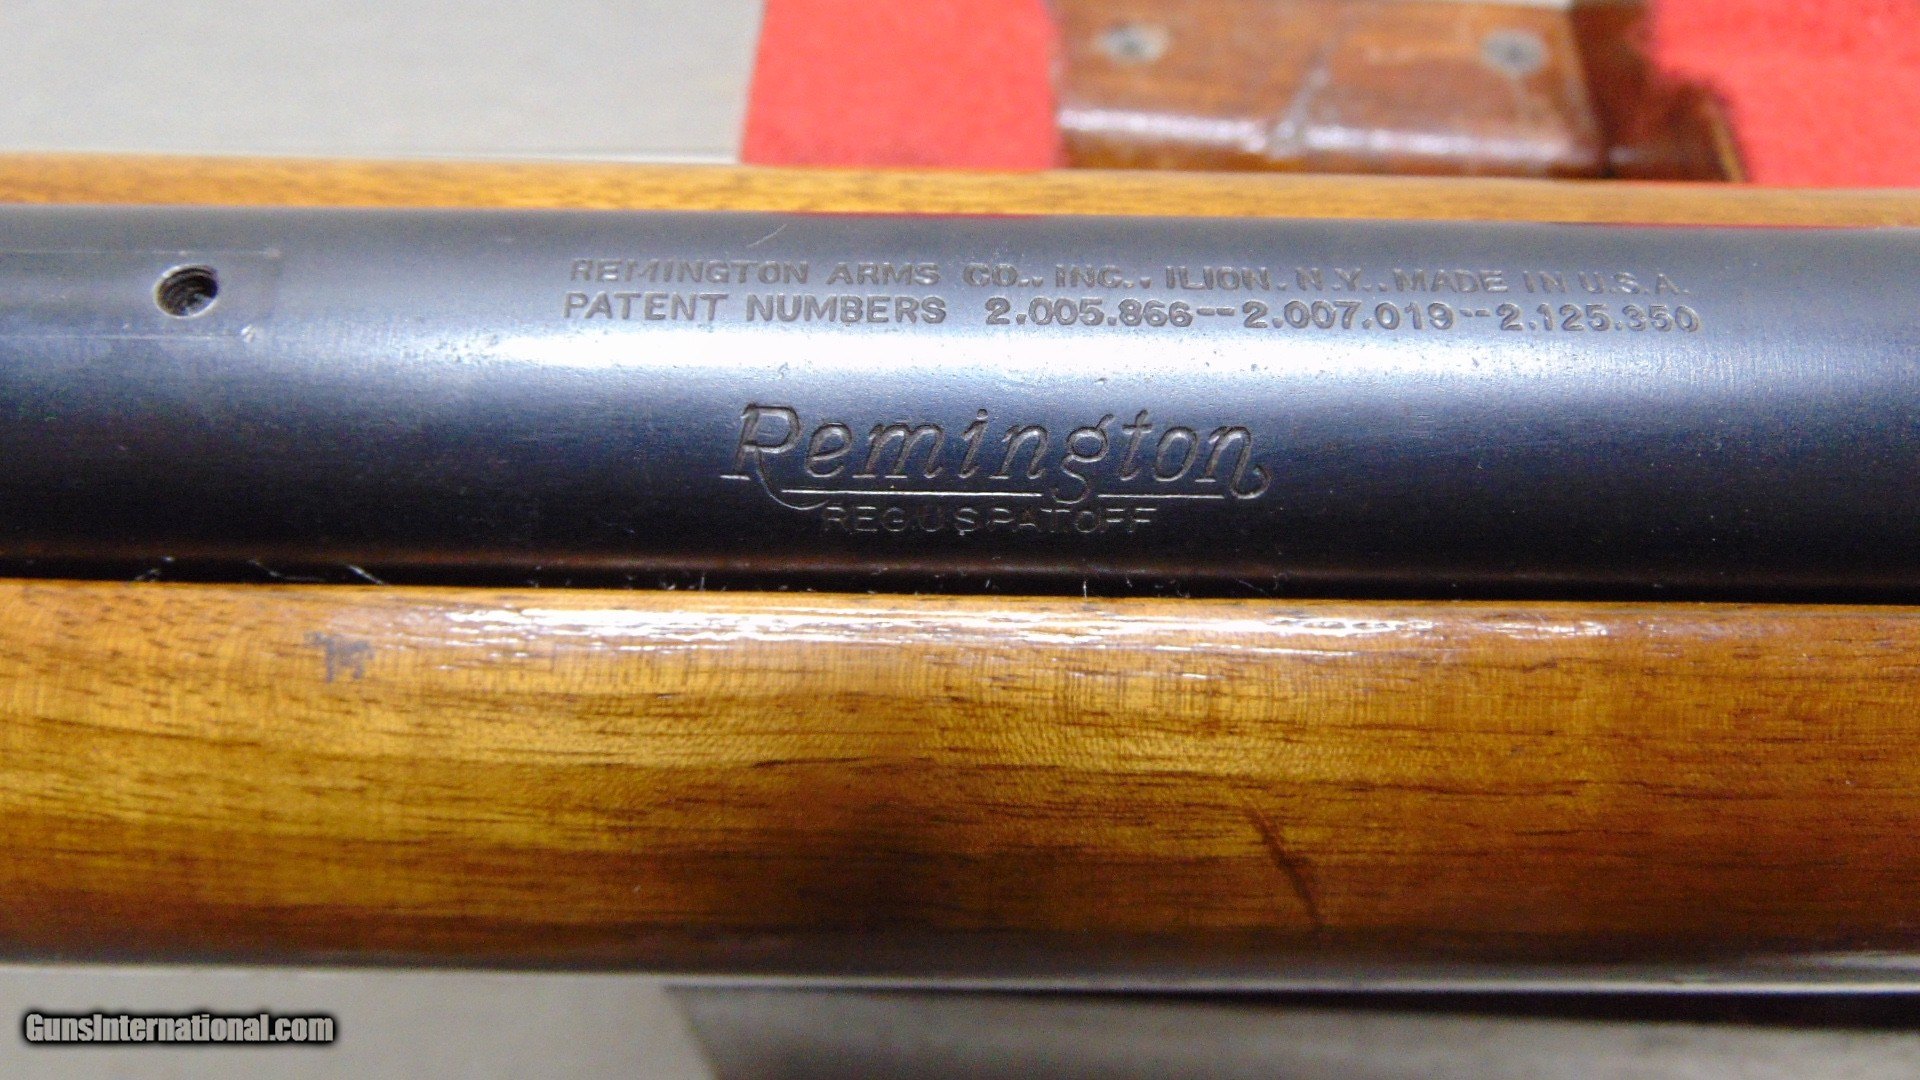 REMINGTON ARMS CO., INC., ILION, N.Y., MADE IN U.S.A.
PATENT NUMBERS 2.005.866--2.007.019--2.125.350
Remington
REG U S PAT OFF
GunsInternational.com